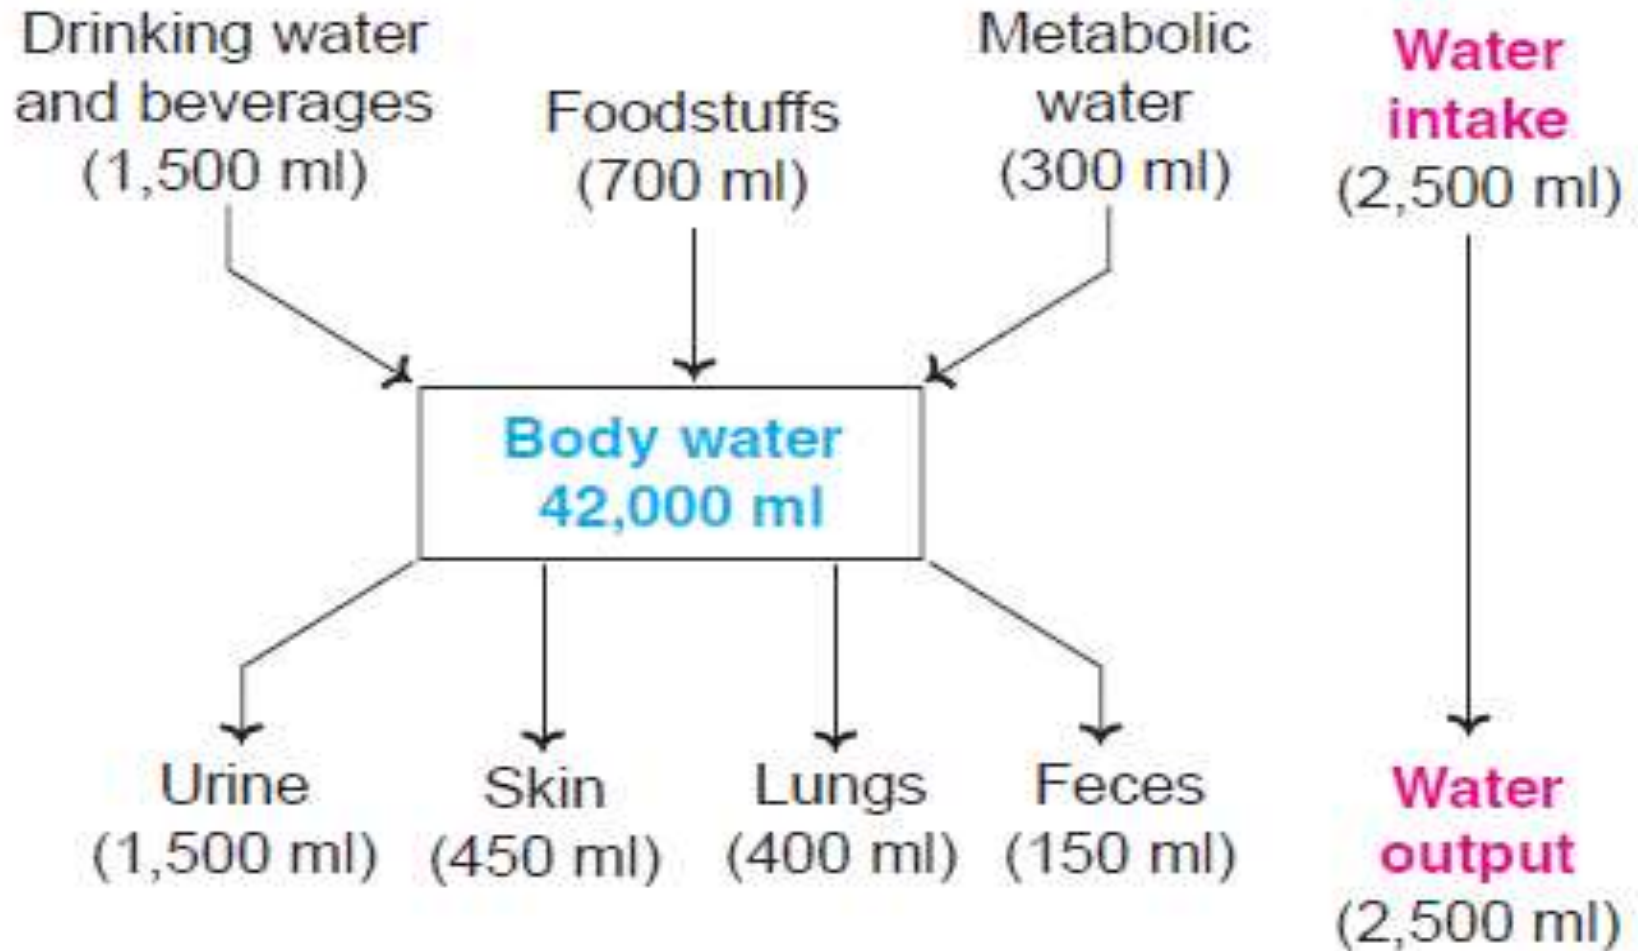 Drinking water
and beverages
(1,500 ml)
Foodstuffs
(700 ml)
Metabolic
water
(300 ml)
Water
intake
(2,500 ml)
Body water
42,000 ml
Urine
(1,500 ml)
Skin
(450 ml)
Lungs
(400 ml)
Feces
(150 ml)
Water
output
(2,500 ml)